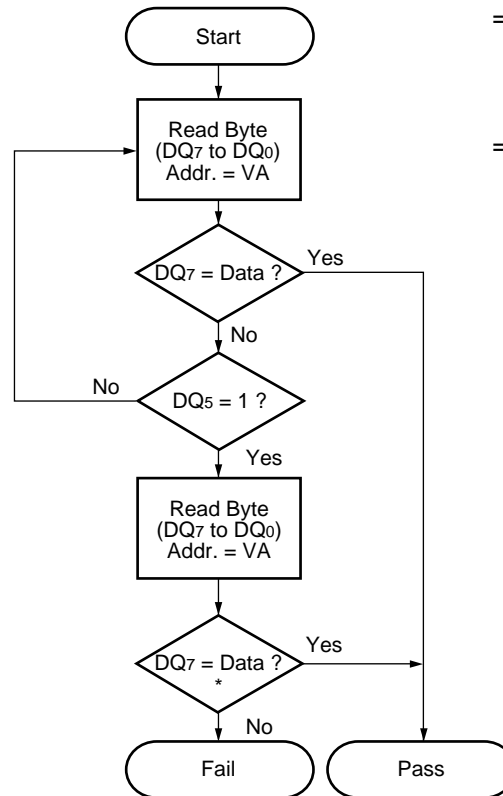 Start
=
Read Byte
(DQ7 to DQ0)
Addr. = VA
=
DQ7 = Data ?
Yes
No
No
DQ5 = 1 ?
Yes
Read Byte
(DQ7 to DQ0)
Addr. = VA
DQ7 = Data ?
*
Yes
No
Fail
Pass